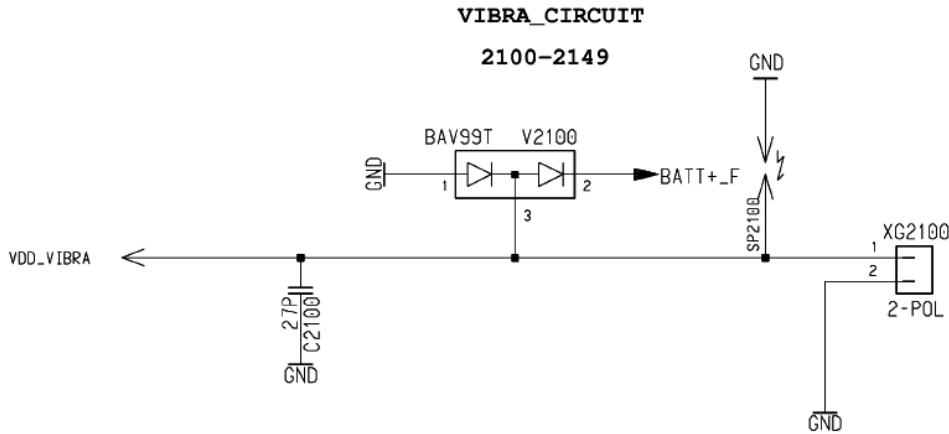 VIBRA_CIRCUIT
2100-2149
GND
BAV99T V2100
GND
1
2
BATT+_F
3
SP2100
XG2100
VDD_VIBRA
1
2
27P
C2100
2-POL
GND
GND